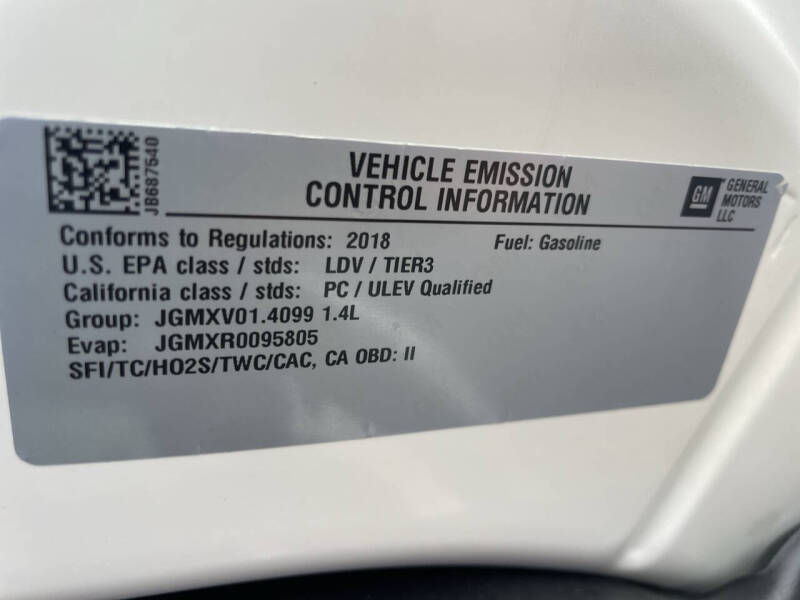 JB687540
VEHICLE EMISSION
CONTROL INFORMATION
GM
GENERAL
MOTORS
LLC
Conforms to Regulations: 2018 Fuel: Gasoline
U.S. EPA class / stds: LDV / TIER3
California class / stds: PC / ULEV Qualified
Group: JGMXV01.4099 1.4L
Evap: JGMXR0095805
SFI/TC/HO2S/TWC/CAC, CA OBD: II